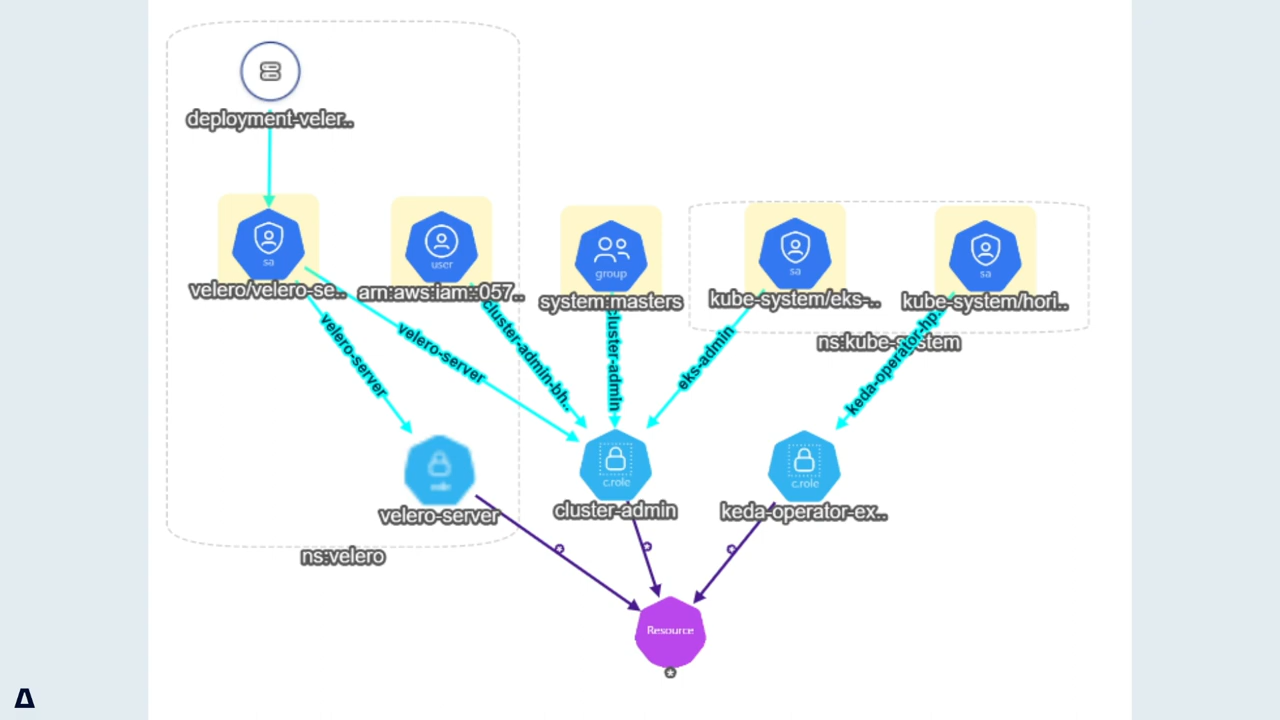 deployment-veler..
sa
user
group
sa
sa
velero/velero-se..
arn:aws:iam::057..
system:masters
kube-system/eks-..
kube-system/hori..
ns:kube-system
velero-server
velero-server
cluster-admin-bh..
cluster-admin
eks-admin
keda-operator-hp..
c.role
c.role
velero-server
cluster-admin
keda-operator-ex..
ns:velero
Resource
*